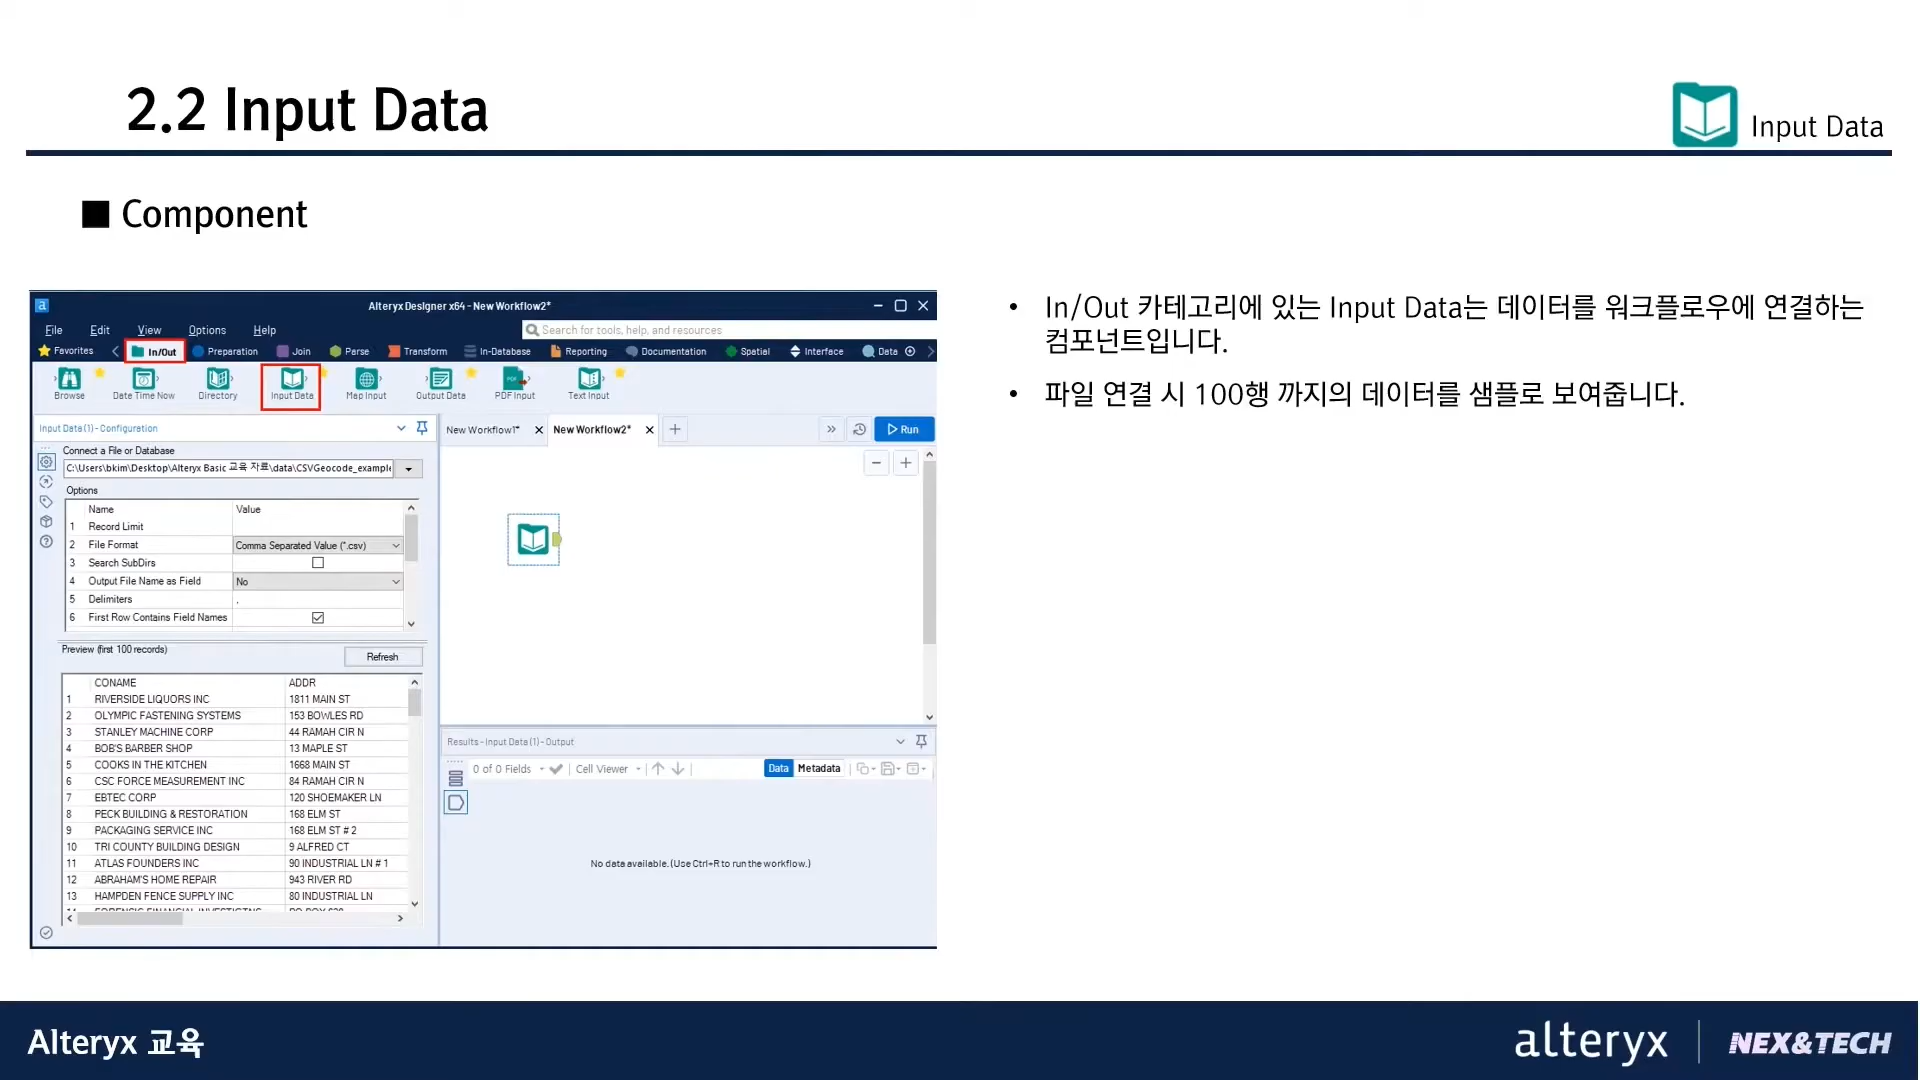 2.2 Input Data
Input Data
■ Component
• In/Out 카테고리에 있는 Input Data는 데이터를 워크플로우에 연결하는
컴포넌트입니다.
• 파일 연결 시 100행 까지의 데이터를 샘플로 보여줍니다.
Alteryx Designer x64 - New Workflow2*
File Edit View Options Help
Search for tools, help, and resources
Favorites In/Out Preparation Join Parse Transform In-Database Reporting Documentation Spatial Interface Data
Browse Date Time Now Directory Input Data Map Input Output Data PDF Input Text Input
Input Data (1) - Configuration
New Workflow1* New Workflow2* Run
Connect a File or Database
C:\Users\bkim\Desktop\Alteryx Basic 교육 자료\data\CSVGeocode_example
Options
Name Value
1 Record Limit
2 File Format Comma Separated Value (*.csv)
3 Search SubDirs
4 Output File Name as Field No
5 Delimiters ,
6 First Row Contains Field Names
Preview (first 100 records)
Refresh
CONAME ADDR
1 RIVERSIDE LIQUORS INC 1811 MAIN ST
2 OLYMPIC FASTENING SYSTEMS 153 BOWLES RD
3 STANLEY MACHINE CORP 44 RAMAH CIR N
4 BOB'S BARBER SHOP 13 MAPLE ST
5 COOKS IN THE KITCHEN 1668 MAIN ST
6 CSC FORCE MEASUREMENT INC 84 RAMAH CIR N
7 EBTEC CORP 120 SHOEMAKER LN
8 PECK BUILDING & RESTORATION 168 ELM ST
9 PACKAGING SERVICE INC 168 ELM ST # 2
10 TRI COUNTY BUILDING DESIGN 9 ALFRED CT
11 ATLAS FOUNDERS INC 90 INDUSTRIAL LN # 1
12 ABRAHAM'S HOME REPAIR 943 RIVER RD
13 HAMPDEN FENCE SUPPLY INC 80 INDUSTRIAL LN
Results - Input Data (1) - Output
0 of 0 Fields Cell Viewer Data Metadata
No data available. (Use Ctrl+R to run the workflow.)
Alteryx 교육
alteryx
NEX&TECH